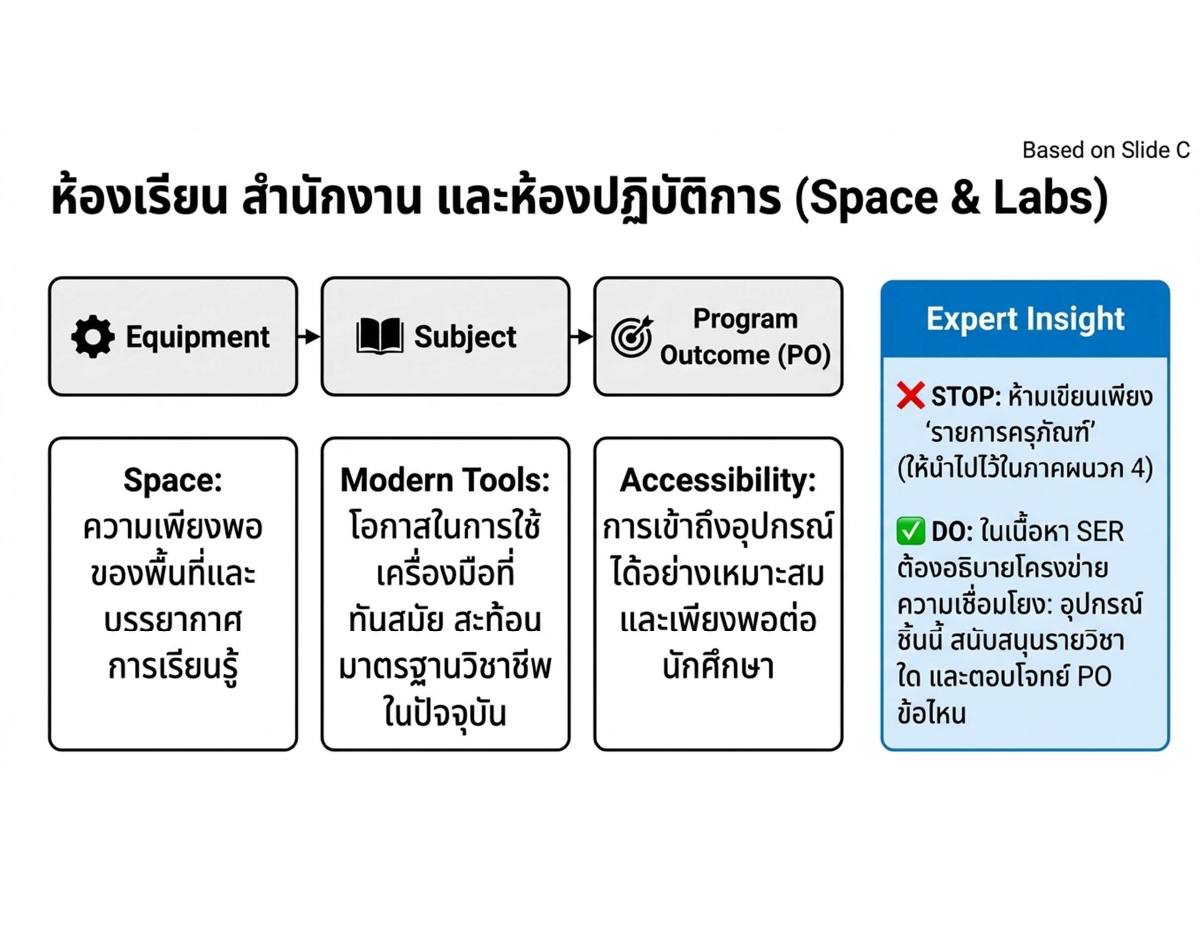 Based on Slide C
ห้องเรียน สำนักงาน และห้องปฏิบัติการ (Space & Labs)
Equipment
Subject
Program
Outcome (PO)
Space:
ความเพียงพอ
ของพื้นที่และ
บรรยากาศ
การเรียนรู้
Modern Tools:
โอกาสในการใช้
เครื่องมือที่
ทันสมัย สะท้อน
มาตรฐานวิชาชีพ
ในปัจจุบัน
Accessibility:
การเข้าถึงอุปกรณ์
ได้อย่างเหมาะสม
และเพียงพอต่อ
นักศึกษา
Expert Insight
❌ STOP: ห้ามเขียนเพียง
‘รายการครุภัณฑ์’
(ให้นำไปไว้ในภาคผนวก 4)
✅ DO: ในเนื้อหา SER
ต้องอธิบายโครงข่าย
ความเชื่อมโยง: อุปกรณ์
ชิ้นนี้ สนับสนุนรายวิชา
ใด และตอบโจทย์ PO
ข้อไหน